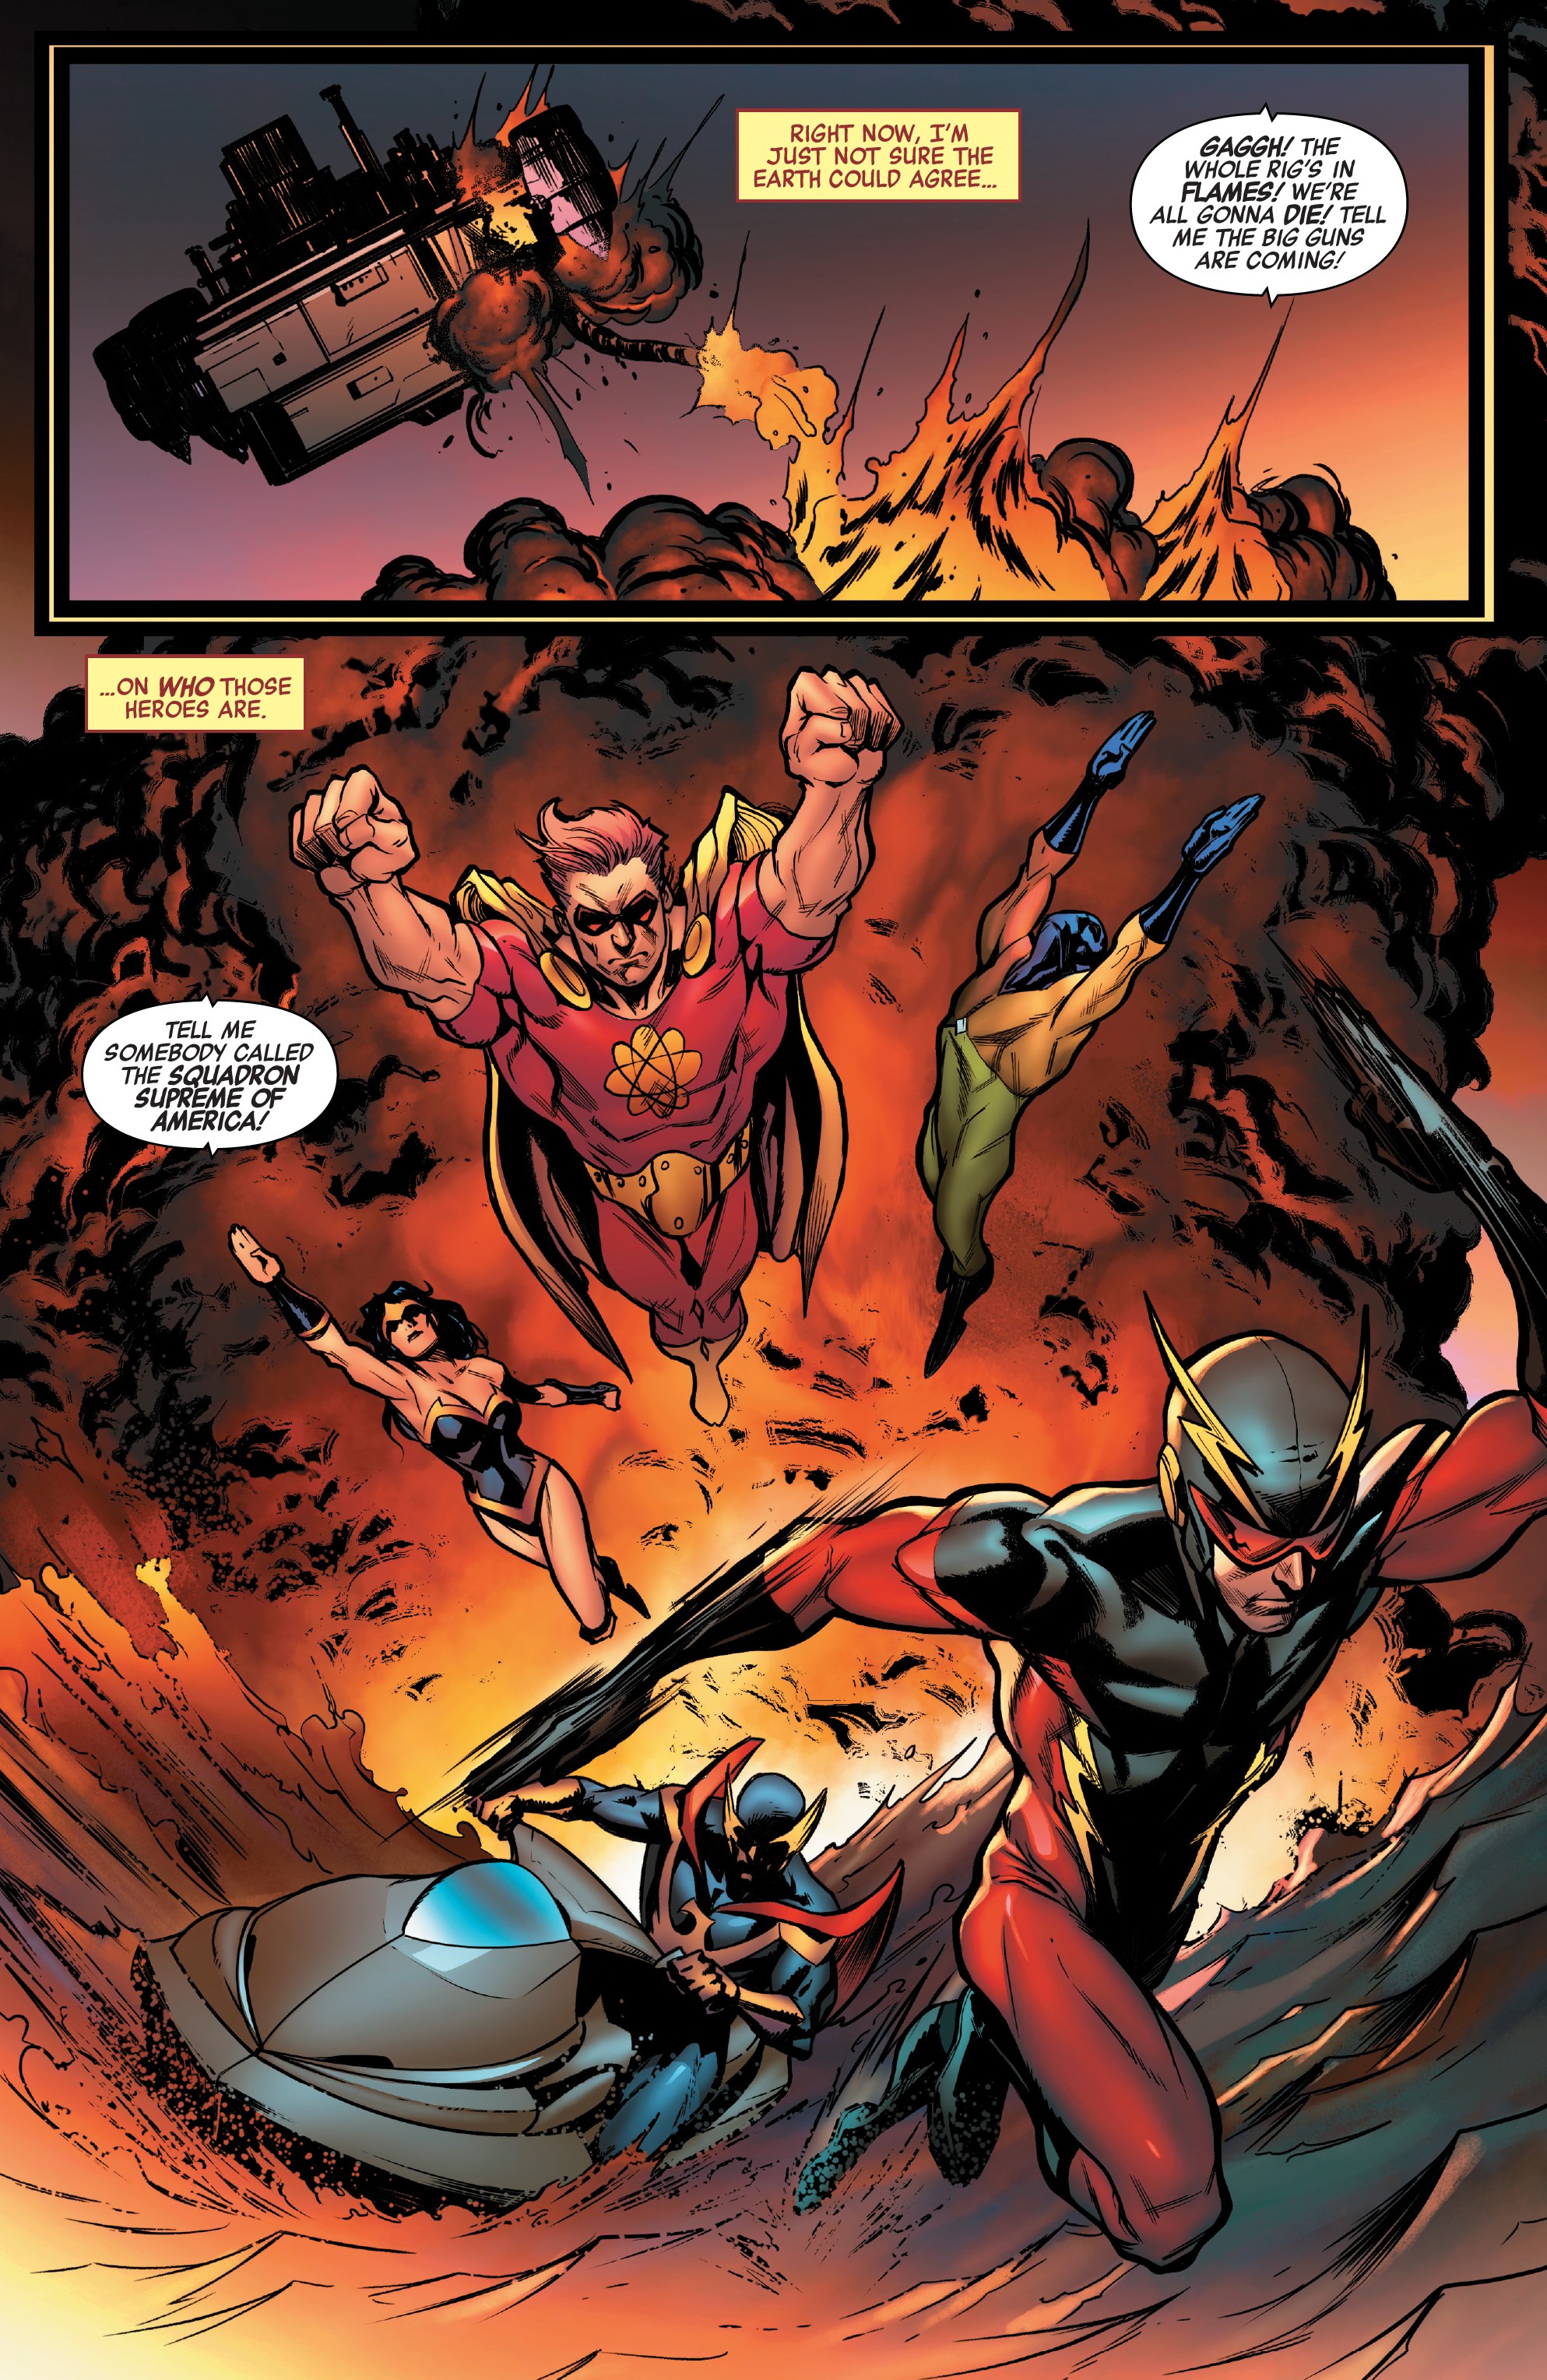 RIGHT NOW, I'M
JUST NOT SURE THE
EARTH COULD AGREE...
GAGGH! THE
WHOLE RIG'S IN
FLAMES! WE'RE
ALL GONNA DIE! TELL
ME THE BIG GUNS
ARE COMING!
...ON WHO THOSE
HEROES ARE.
TELL ME
SOMEBODY CALLED
THE SQUADRON
SUPREME OF
AMERICA!